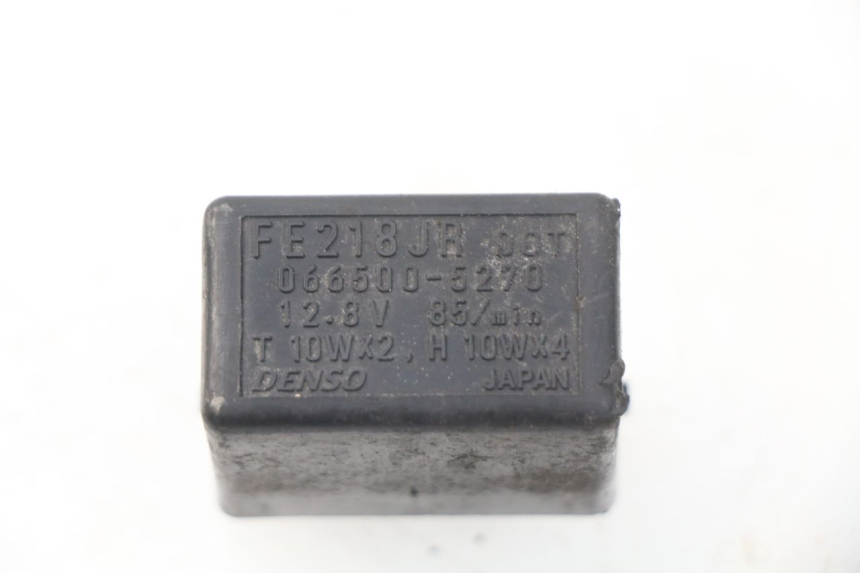 FE218JR
066500-5270
12.8V 85/min
T 10W×2, H 10W×4
DENSO JAPAN